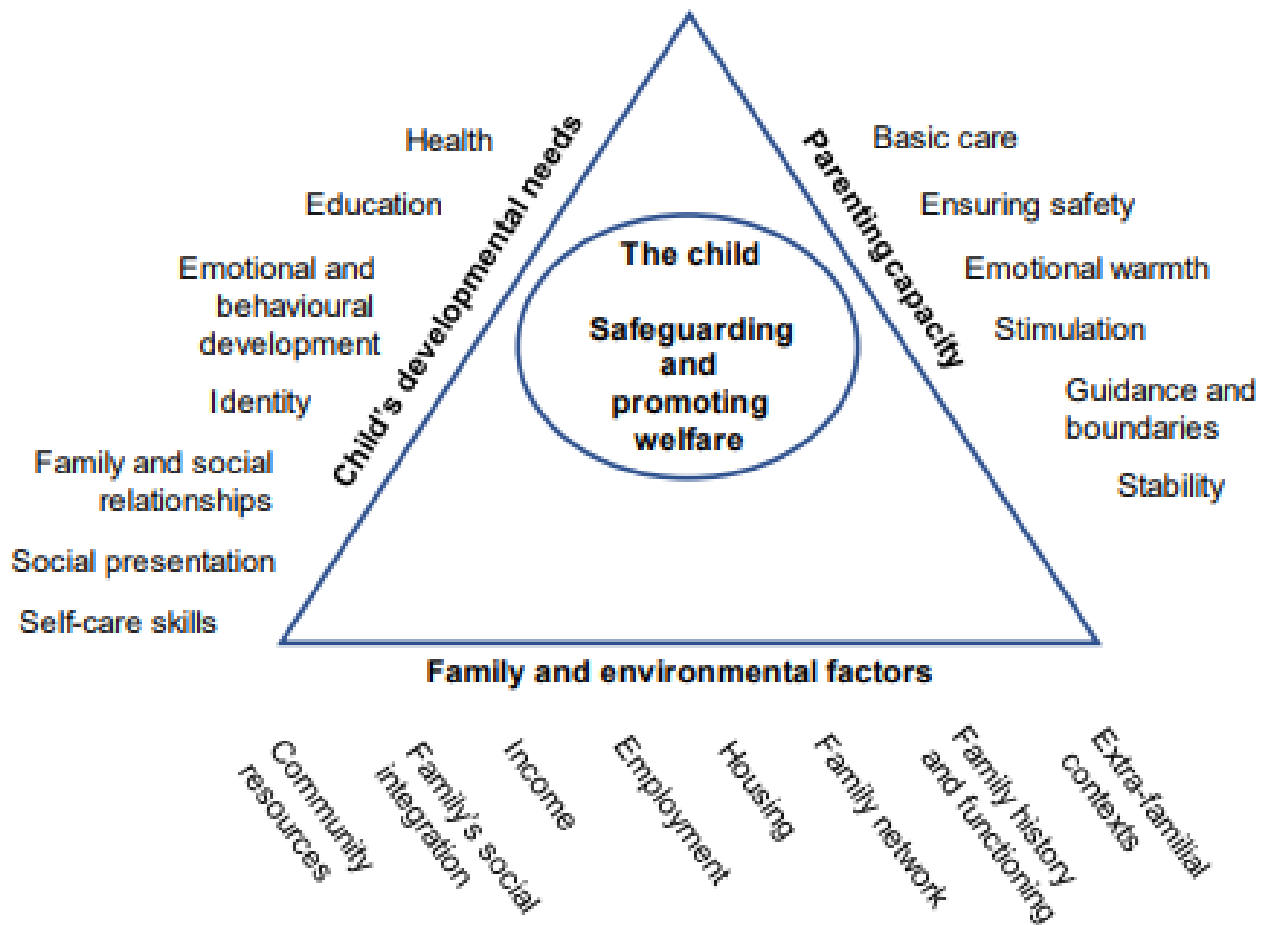 Health
Education
Emotional and
behavioural
development
Identity
Family and social
relationships
Social presentation
Self-care skills
Child's developmental needs
The child
Safeguarding
and
promoting
welfare
Parenting capacity
Basic care
Ensuring safety
Emotional warmth
Stimulation
Guidance and
boundaries
Stability
Family and environmental factors
Community
resources
Family's social
integration
Income
Employment
Housing
Family network
Family history
and functioning
Extra-familial
contexts